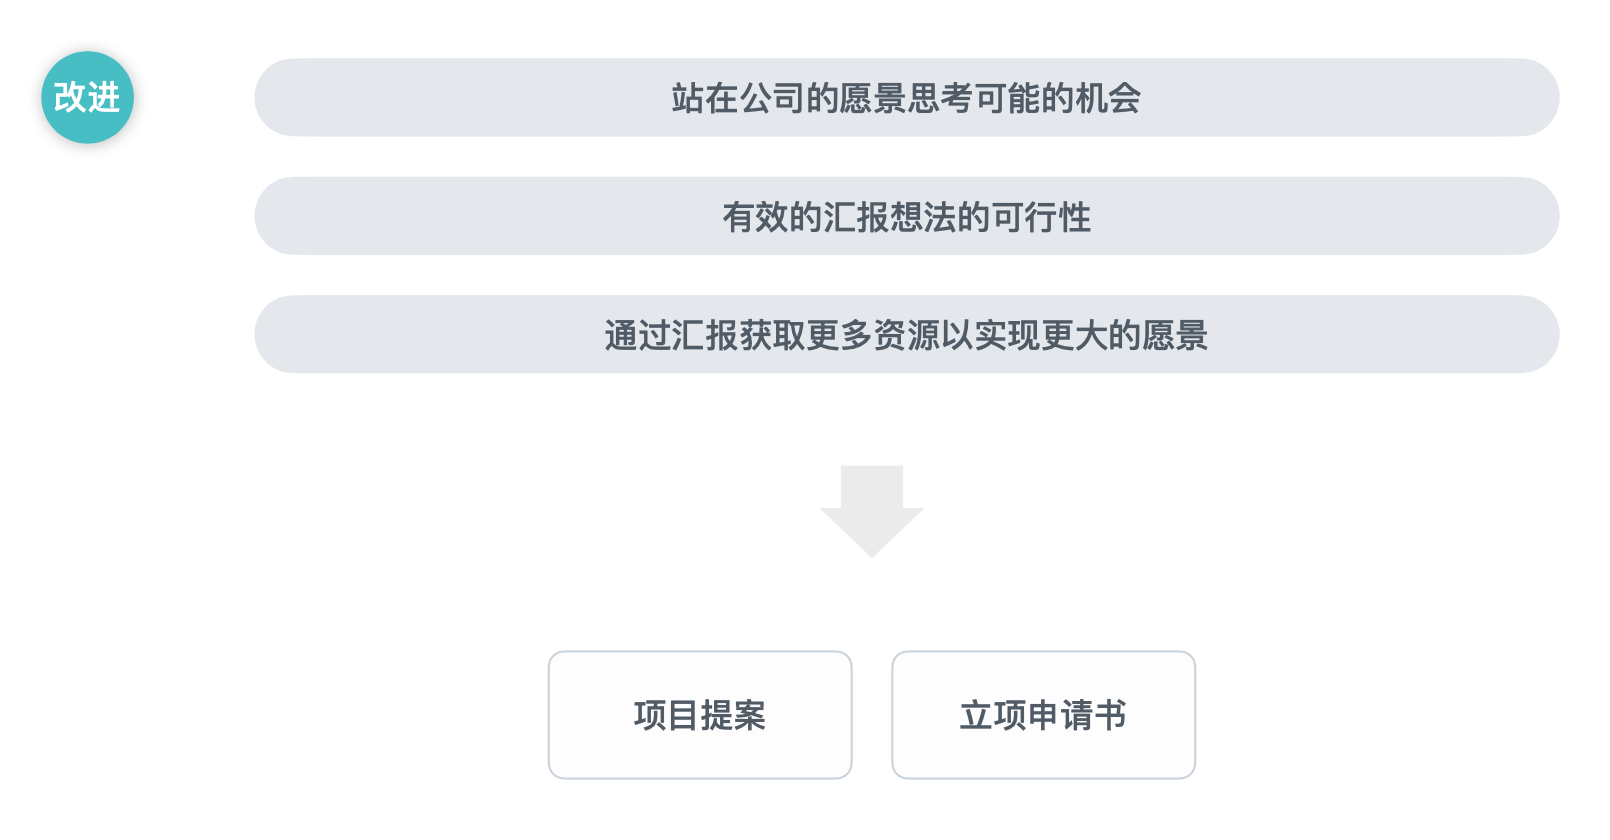 改进
站在公司的愿景思考可能的机会
有效的汇报想法的可行性
通过汇报获取更多资源以实现更大的愿景
项目提案
立项申请书